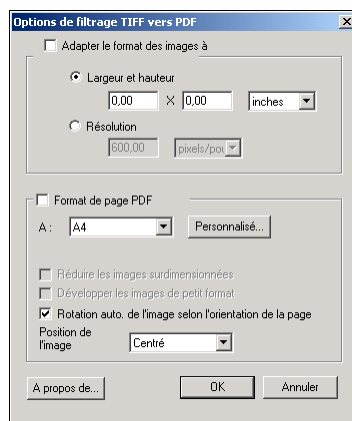 Options de filtrage TIFF vers PDF
Adapter le format des images à
Largeur et hauteur
0,00 X 0,00 inches
Résolution
600,00 pixels/pou
Format de page PDF
A : A4 Personnalisé...
Réduire les images surdimensionnées
Développer les images de petit format
Rotation auto. de l'image selon l'orientation de la page
Position de
l'image Centré
A propos de... OK Annuler